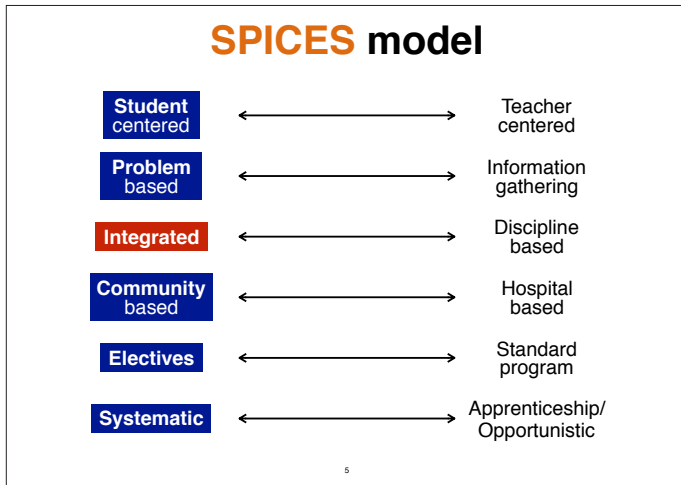 SPICES model
Student
centered
Teacher
centered
Problem
based
Information
gathering
Integrated
Discipline
based
Community
based
Hospital
based
Electives
Standard
program
Systematic
Apprenticeship/
Opportunistic
5